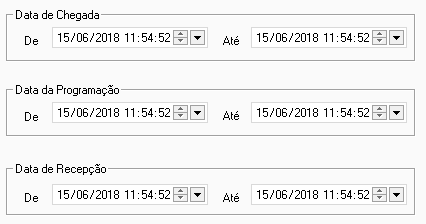 Data de Chegada
De 15/06/2018 11:54:52 Até 15/06/2018 11:54:52
Data da Programação
De 15/06/2018 11:54:52 Até 15/06/2018 11:54:52
Data de Recepção
De 15/06/2018 11:54:52 Até 15/06/2018 11:54:52